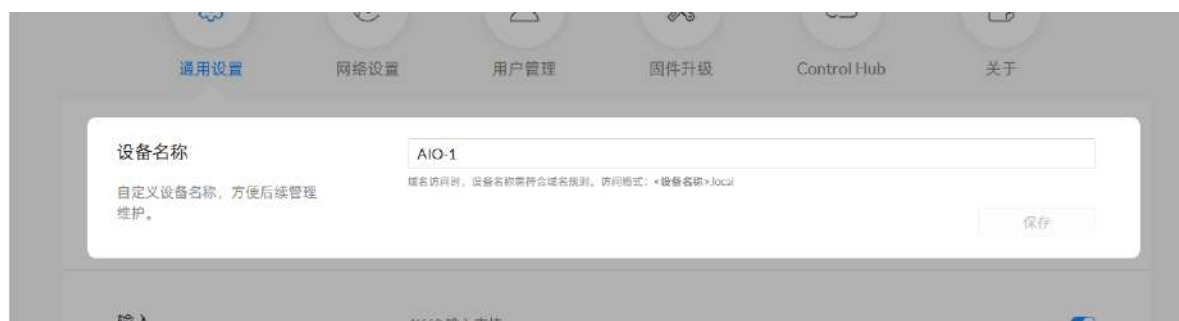 通用设置
网络设置
用户管理
固件升级
Control Hub
关于
设备名称
AIO-1
域名访问时，设备名称需符合域名规则。访问格式：<设备名称>.local
自定义设备名称，方便后续管理
维护。
保存